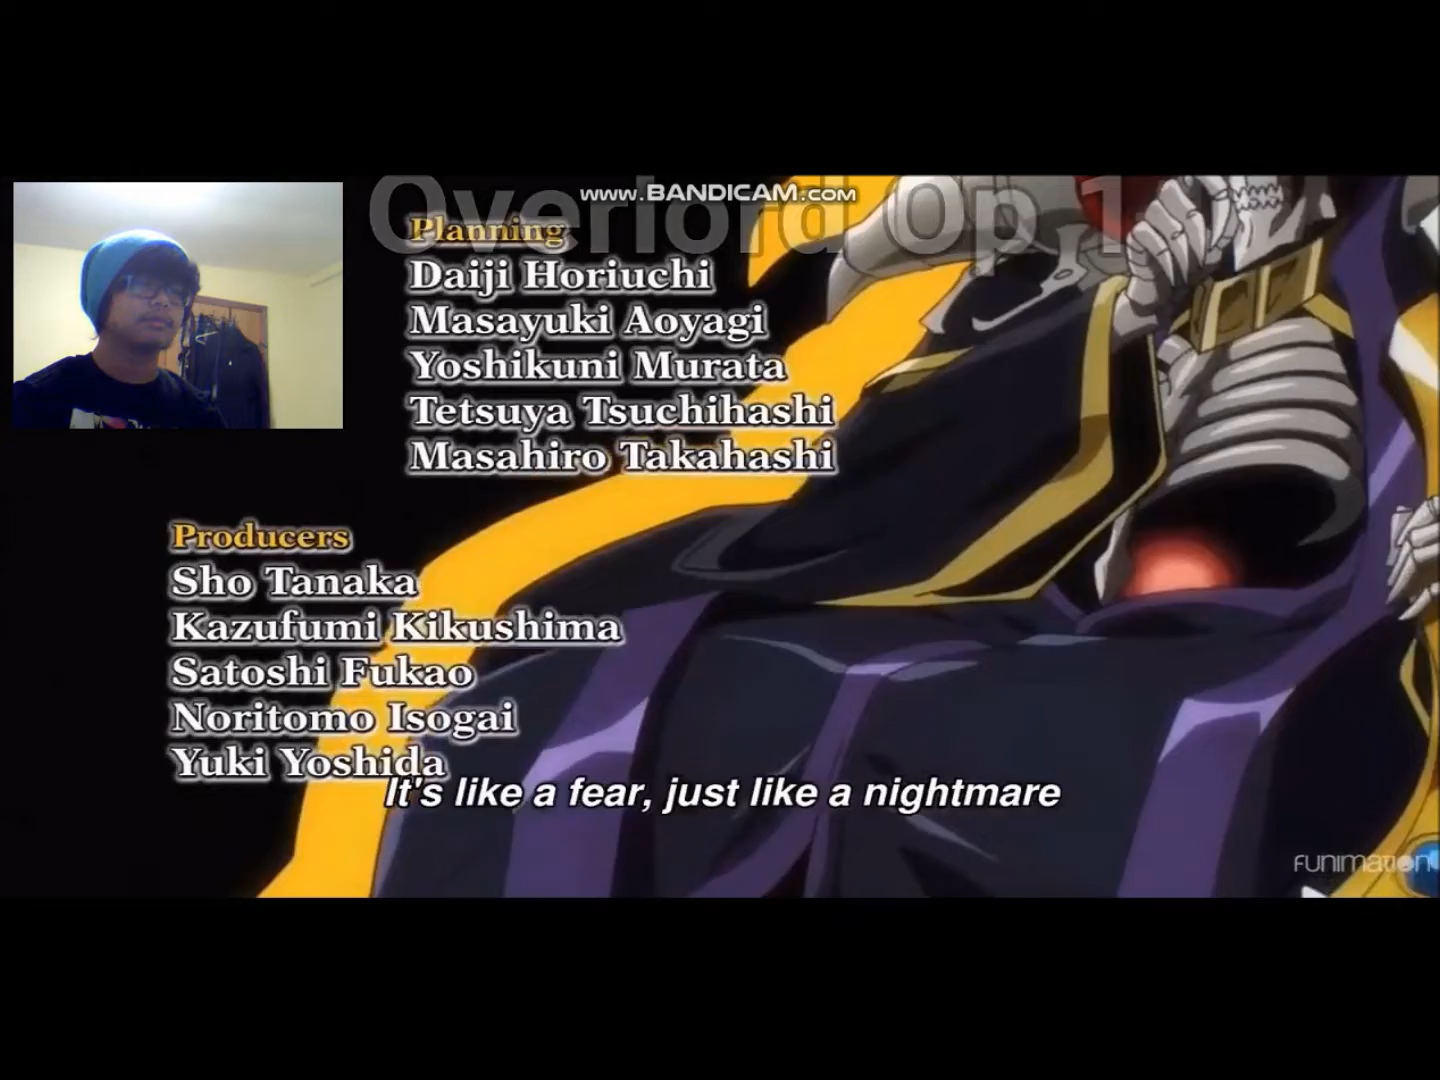 Overlord Op 1
www.BANDICAM.COM
Planning
Daiji Horiuchi
Masayuki Aoyagi
Yoshikuni Murata
Tetsuya Tsuchihashi
Masahiro Takahashi
Producers
Sho Tanaka
Kazufumi Kikushima
Satoshi Fukao
Noritomo Isogai
Yuki Yoshida
It's like a fear, just like a nightmare
FUNIMATION